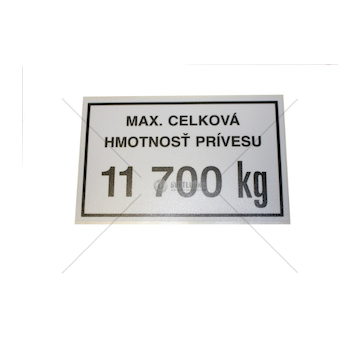 MAX. CELKOVÁ
HMOTNOSŤ PRÍVESU
11 700 kg